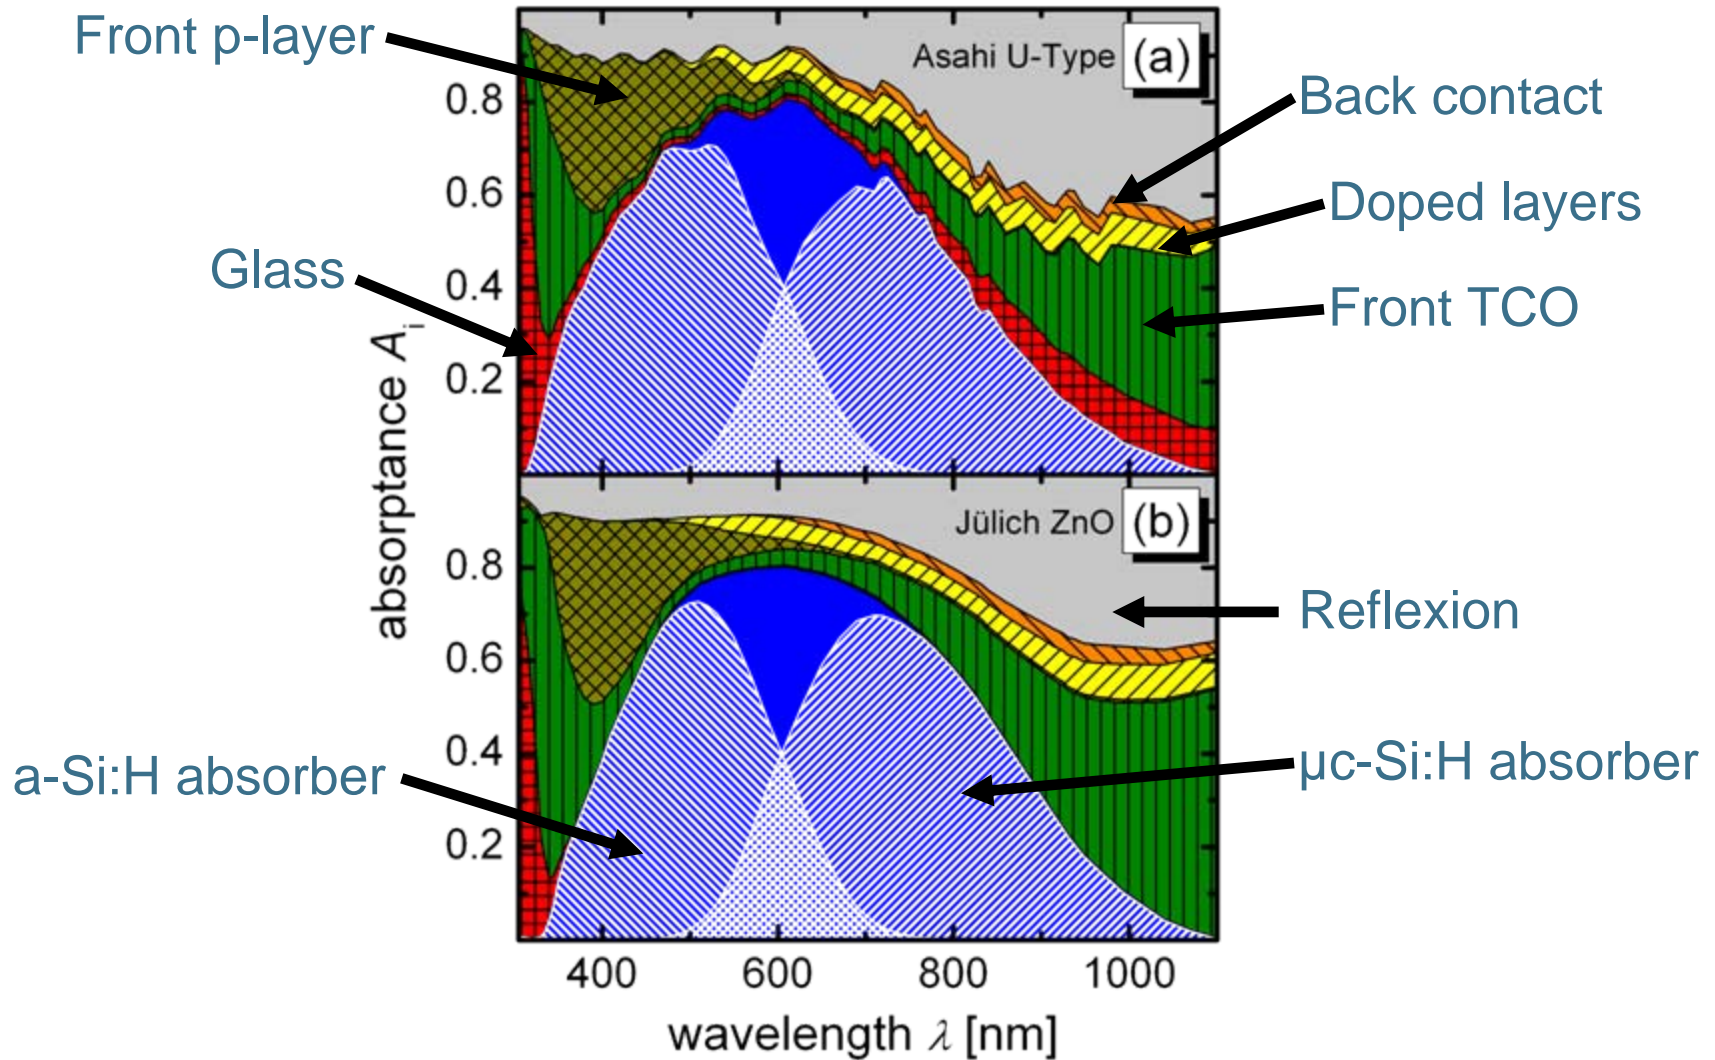 Front p-layer
Asahi U-Type (a)
Back contact
Doped layers
Front TCO
Glass
0.8
0.6
0.4
0.2
absorptance Ai
Jülich ZnO (b)
0.8
0.6
0.4
0.2
Reflexion
a-Si:H absorber
µc-Si:H absorber
400 600 800 1000
wavelength λ [nm]